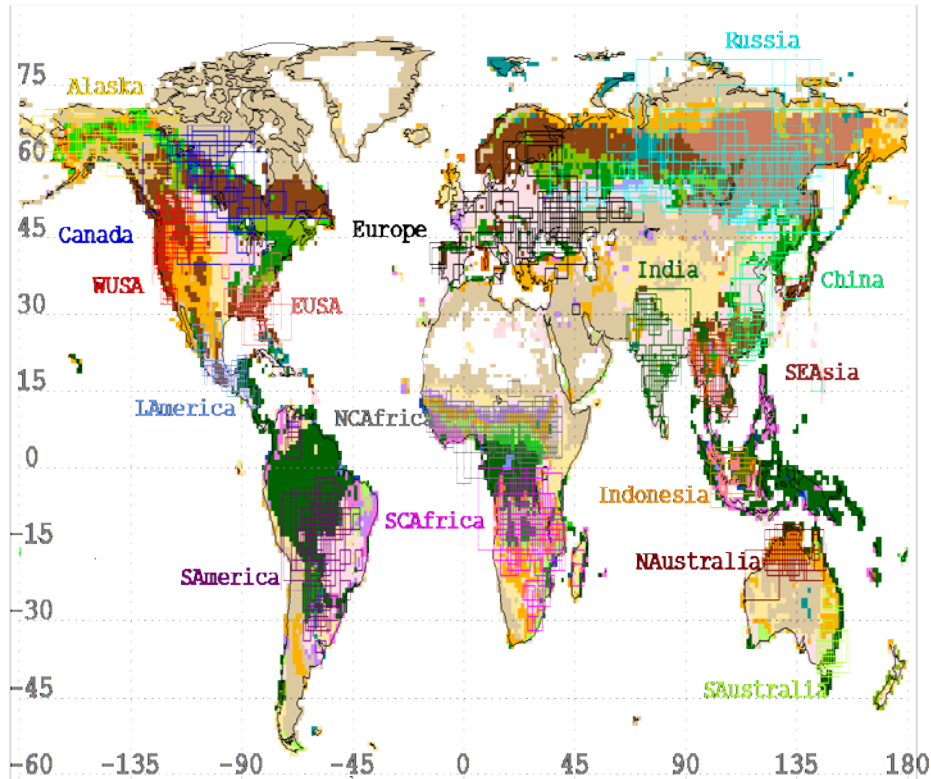 Russia
75
Alaska
60
Canada
Europe
45
India
WUSA
China
EUSA
30
SEAsia
15
LAmerica
NCAfrica
0
Indonesia
SCAfrica
-15
NAustralia
SAmerica
-30
-45
SAustralia
-60
-135
-90
-45
0
45
90
135
180